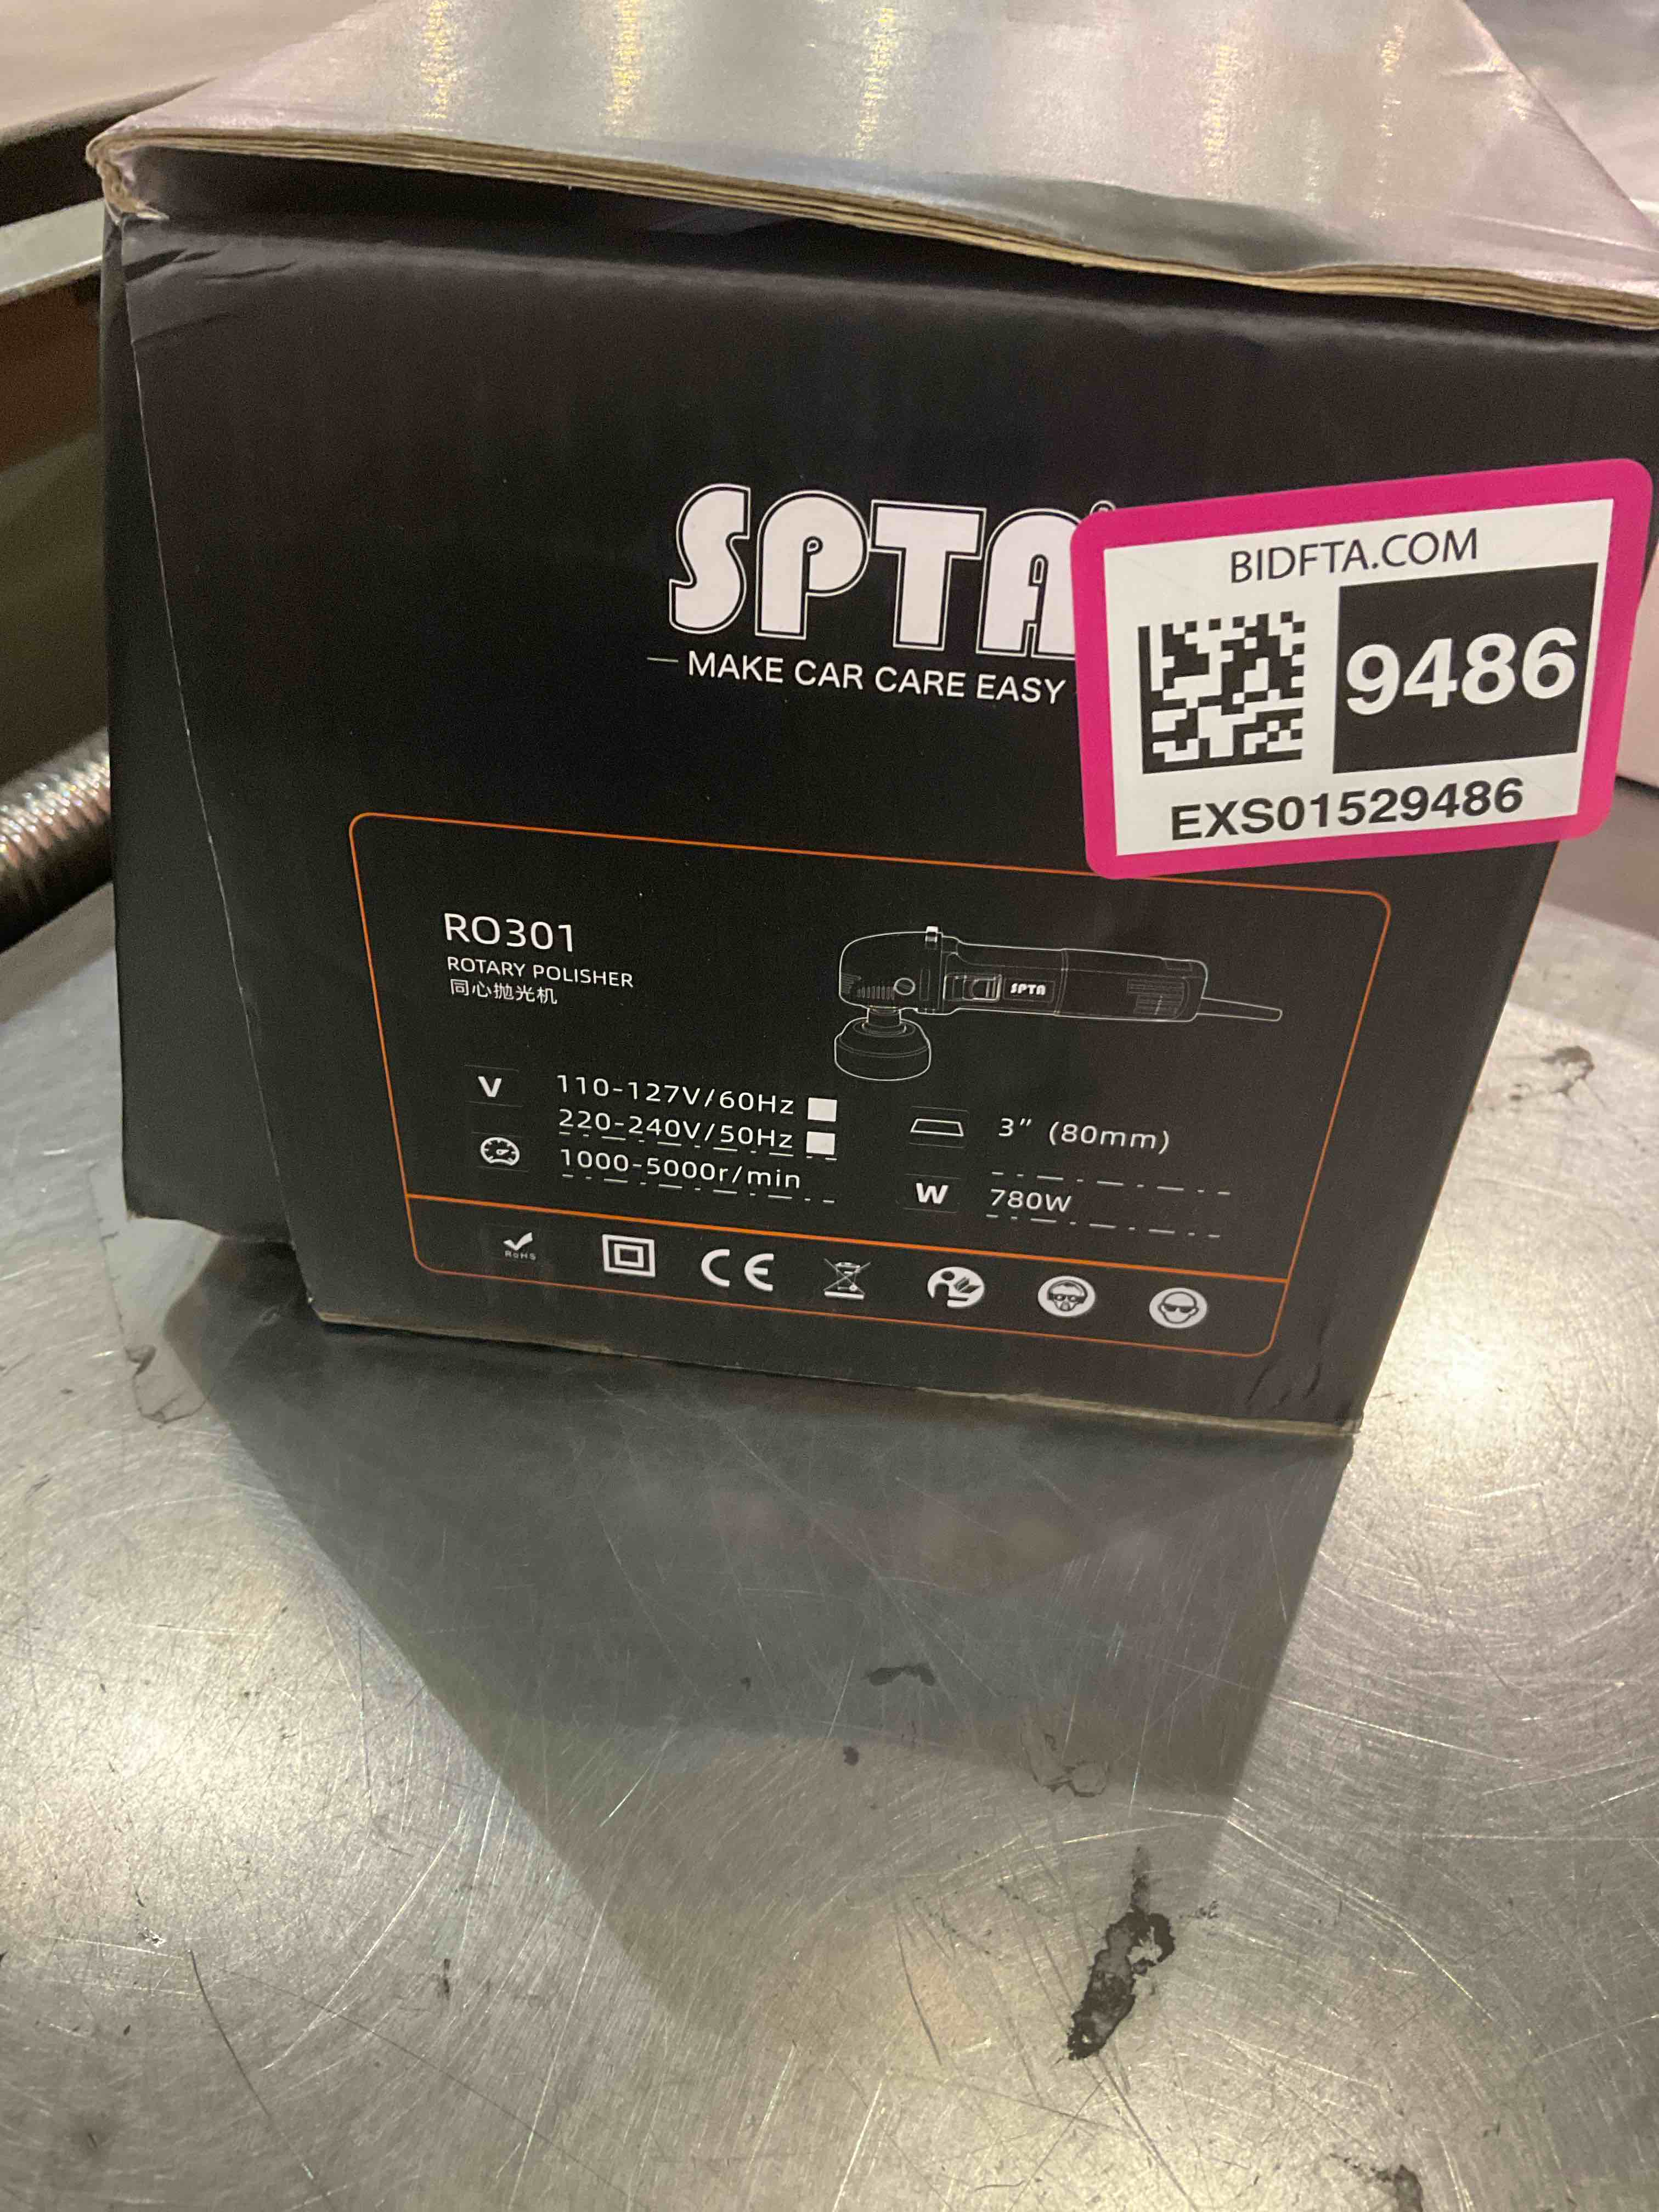 SPTA
— MAKE CAR CARE EASY
BIDFTA.COM
9486
EXS01529486
RO301
ROTARY POLISHER
同心抛光机
SPTA
V 110-127V/60Hz
220-240V/50Hz
1000-5000r/min
3" (80mm)
W 780W
RoHS
CE